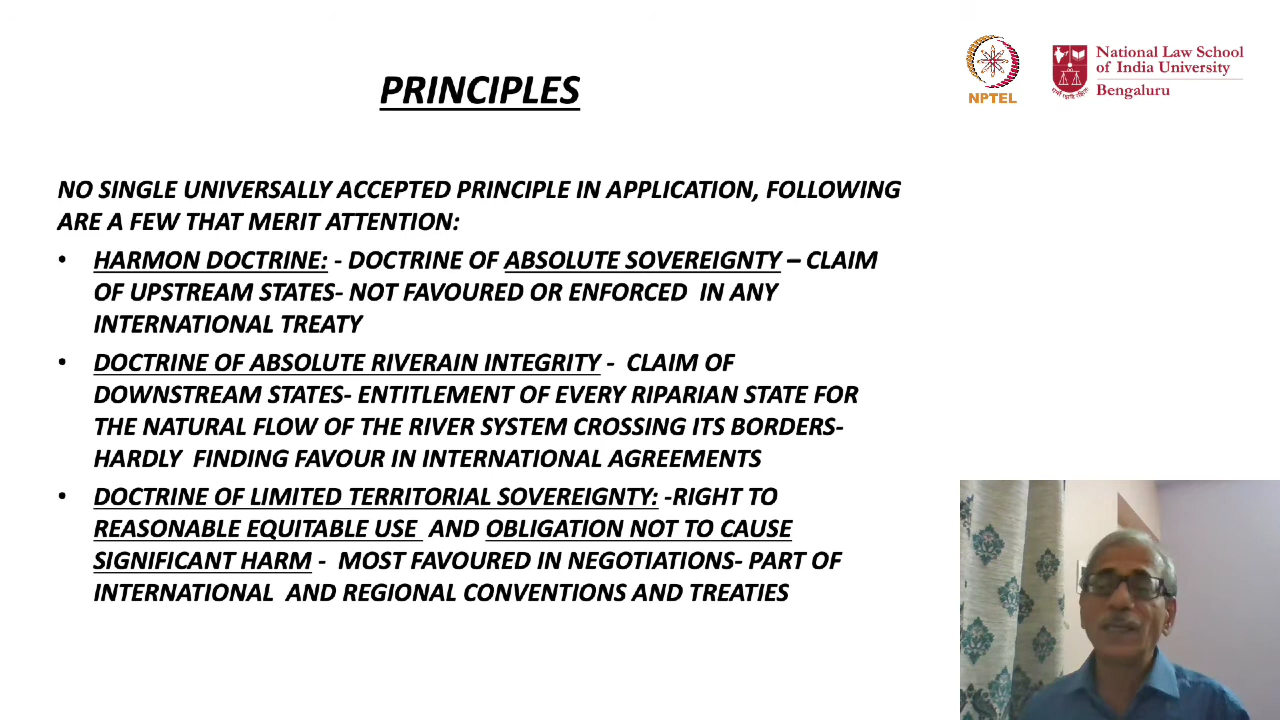 PRINCIPLES
NPTEL
National Law School
of India University
Bengaluru
NO SINGLE UNIVERSALLY ACCEPTED PRINCIPLE IN APPLICATION, FOLLOWING
ARE A FEW THAT MERIT ATTENTION:
• HARMON DOCTRINE: - DOCTRINE OF ABSOLUTE SOVEREIGNTY – CLAIM
OF UPSTREAM STATES- NOT FAVOURED OR ENFORCED IN ANY
INTERNATIONAL TREATY
• DOCTRINE OF ABSOLUTE RIVERAIN INTEGRITY - CLAIM OF
DOWNSTREAM STATES- ENTITLEMENT OF EVERY RIPARIAN STATE FOR
THE NATURAL FLOW OF THE RIVER SYSTEM CROSSING ITS BORDERS-
HARDLY FINDING FAVOUR IN INTERNATIONAL AGREEMENTS
• DOCTRINE OF LIMITED TERRITORIAL SOVEREIGNTY: -RIGHT TO
REASONABLE EQUITABLE USE AND OBLIGATION NOT TO CAUSE
SIGNIFICANT HARM - MOST FAVOURED IN NEGOTIATIONS- PART OF
INTERNATIONAL AND REGIONAL CONVENTIONS AND TREATIES